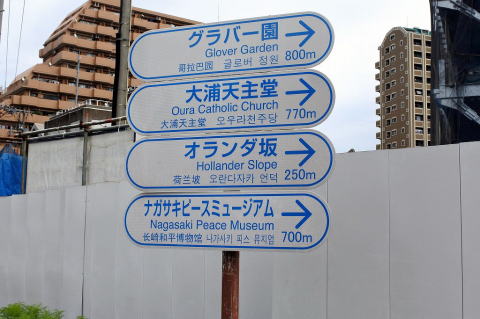 グラバー園
Glover Garden
哥拉巴园 글로버 정원 800m
大浦天主堂
Oura Catholic Church
大浦天主堂 오우라천주당 770m
オランダ坂
Hollander Slope
荷兰坡 오란다자카 언덕 250m
ナガサキピースミュージアム
Nagasaki Peace Museum
长崎和平博物馆 나가사키 피스 뮤지엄 700m